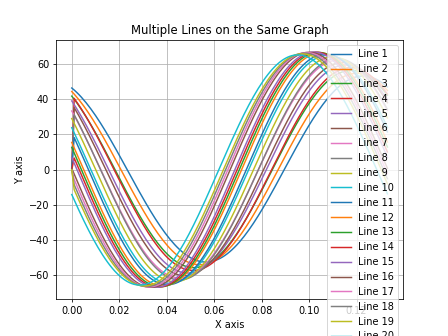 Multiple Lines on the Same Graph
Y axis
60
40
20
0
−20
−40
−60
0.00
0.02
0.04
0.06
0.08
0.10
X axis
Line 1
Line 2
Line 3
Line 4
Line 5
Line 6
Line 7
Line 8
Line 9
Line 10
Line 11
Line 12
Line 13
Line 14
Line 15
Line 16
Line 17
Line 18
Line 19
Line 20